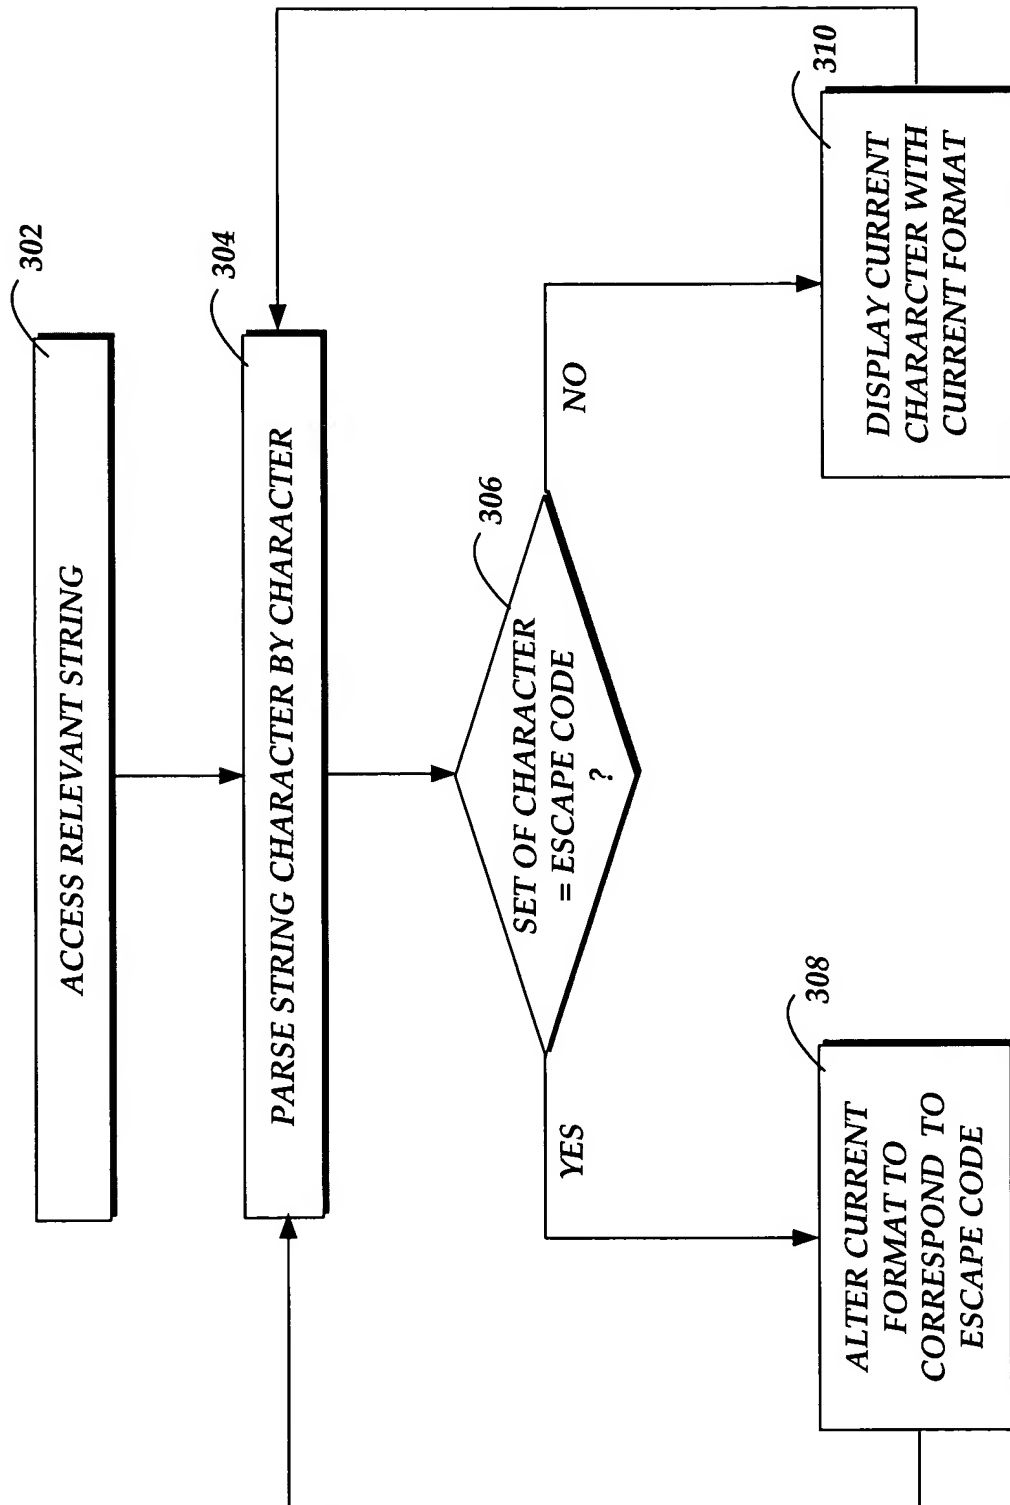 302
ACCESS RELEVANT STRING
304
PARSE STRING CHARACTER BY CHARACTER
306
SET OF CHARACTER
= ESCAPE CODE
?
YES
NO
308
ALTER CURRENT
FORMAT TO
CORRESPOND TO
ESCAPE CODE
310
DISPLAY CURRENT
CHARARCTER WITH
CURRENT FORMAT